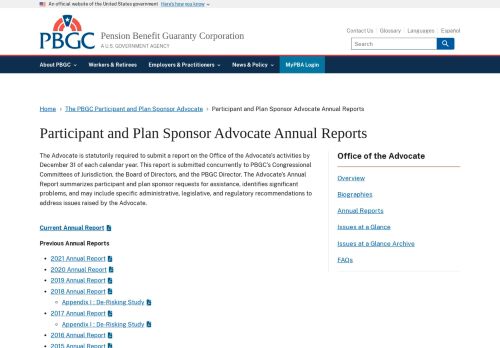 An official website of the United States government Here's how you know
PBGC
Pension Benefit Guaranty Corporation
A U.S. GOVERNMENT AGENCY
Contact Us Glossary Languages Español
Search
About PBGC Workers & Retirees Employers & Practitioners News & Policy MyPBA Login
Home › The PBGC Participant and Plan Sponsor Advocate › Participant and Plan Sponsor Advocate Annual Reports
Participant and Plan Sponsor Advocate Annual Reports
The Advocate is statutorily required to submit a report on the Office of the Advocate's activities by
December 31 of each calendar year. This report is submitted concurrently to PBGC's Congressional
Committees of Jurisdiction, the Board of Directors, and the PBGC Director. The Advocate's Annual
Report summarizes participant and plan sponsor requests for assistance, identifies significant
problems, and may include specific administrative, legislative, and regulatory recommendations to
address issues raised by the Advocate.
Current Annual Report
Previous Annual Reports
• 2021 Annual Report
• 2020 Annual Report
• 2019 Annual Report
• 2018 Annual Report
Appendix I : De-Risking Study
• 2017 Annual Report
Appendix I : De-Risking Study
• 2016 Annual Report
• 2015 Annual Report
Office of the Advocate
Overview
Biographies
Annual Reports
Issues at a Glance
Issues at a Glance Archive
FAQs